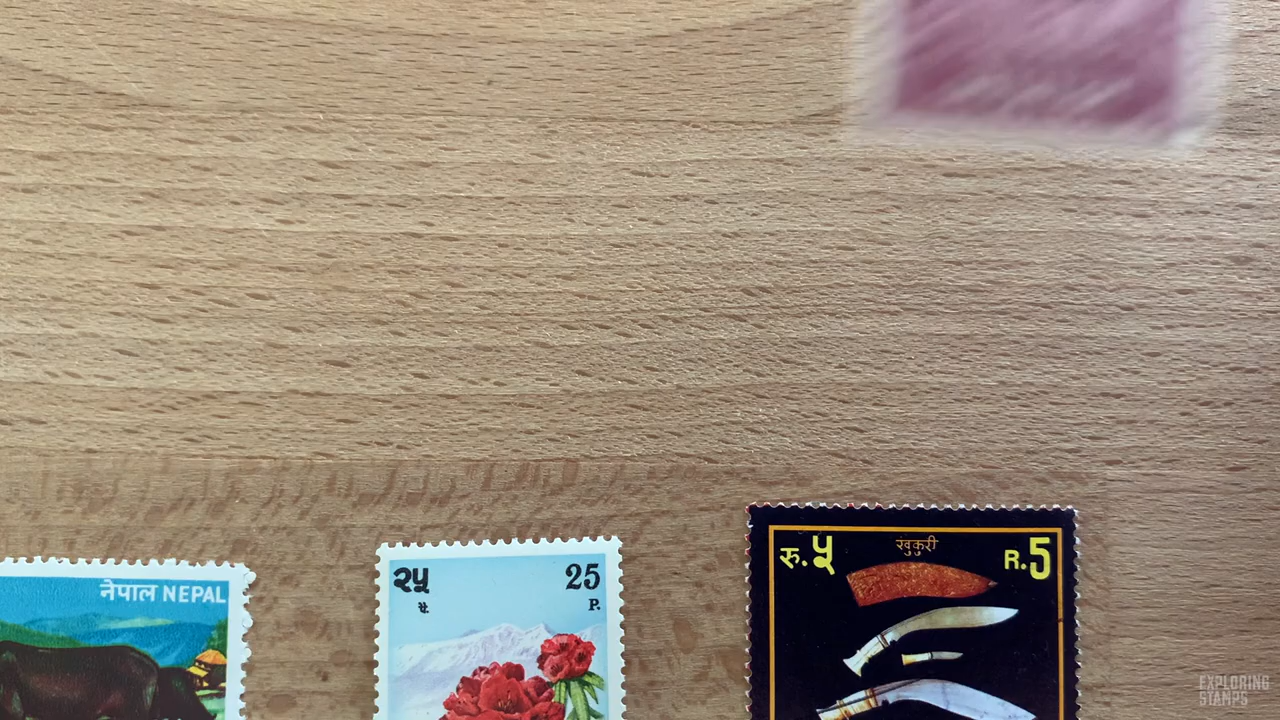 नेपाल NEPAL
२५ 25
पै. P.
खुकुरी
रु. ५ R.5
EXPLORING
STAMPS